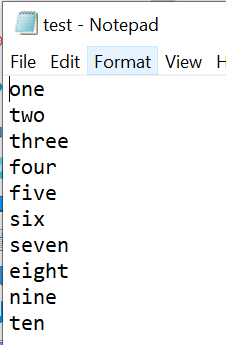 test - Notepad
File Edit Format View H
one
two
three
four
five
six
seven
eight
nine
ten